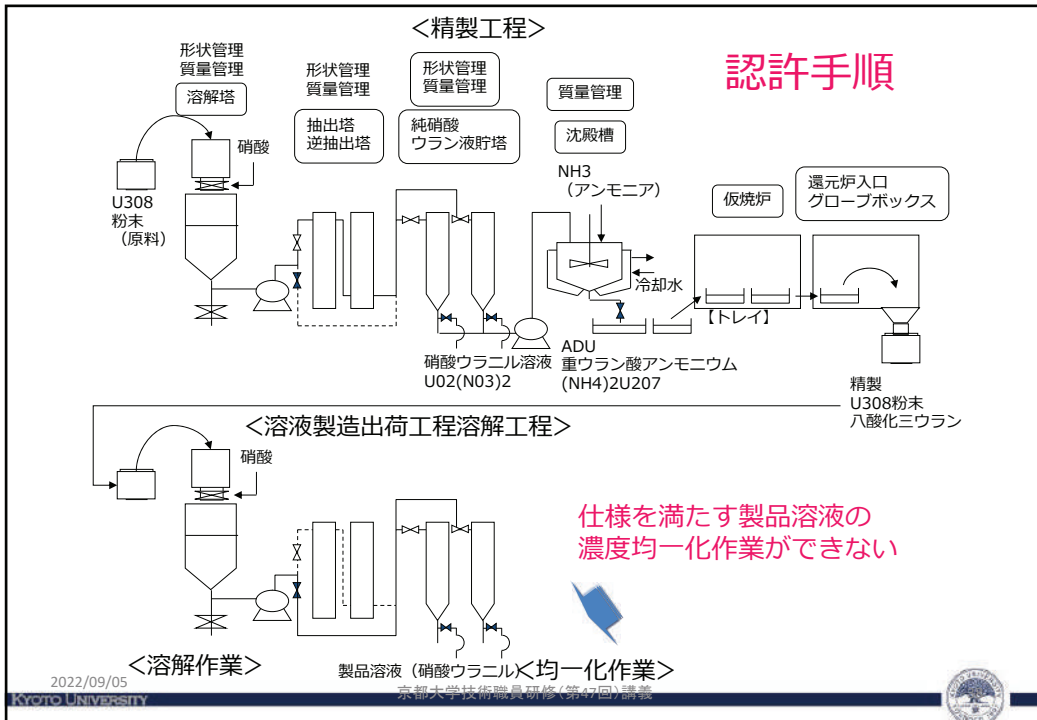 <精製工程>
認許手順
形状管理
質量管理
溶解塔
形状管理
質量管理
抽出塔
逆抽出塔
形状管理
質量管理
純硝酸
ウラン液貯塔
質量管理
沈殿槽
硝酸
NH3
(アンモニア)
仮焼炉
還元炉入口
グローブボックス
U308
粉末
(原料)
冷却水
【トレイ】
硝酸ウラニル溶液
U02(N03)2
ADU
重ウラン酸アンモニウム
(NH4)2U207
精製
U308粉末
八酸化三ウラン
<溶液製造出荷工程溶解工程>
硝酸
仕様を満たす製品溶液の
濃度均一化作業ができない
<溶解作業>
製品溶液(硝酸ウラニル)
<均一化作業>
2022/09/05
京都大学技術職員研修(第47回)講義
KYOTO UNIVERSITY